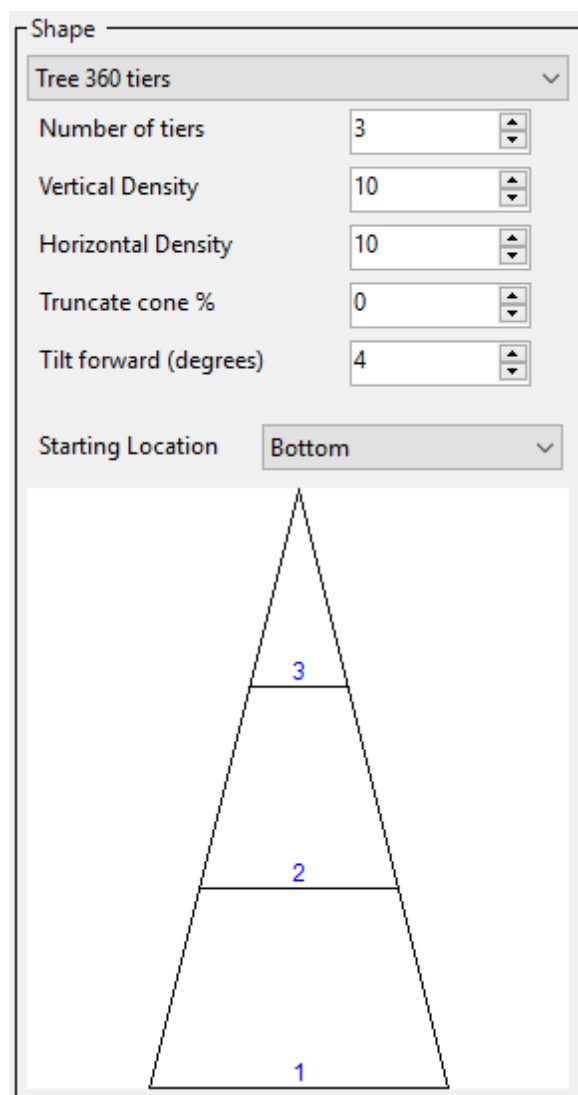 Shape
Tree 360 tiers
Number of tiers 3
Vertical Density 10
Horizontal Density 10
Truncate cone % 0
Tilt forward (degrees) 4
Starting Location Bottom
3
2
1